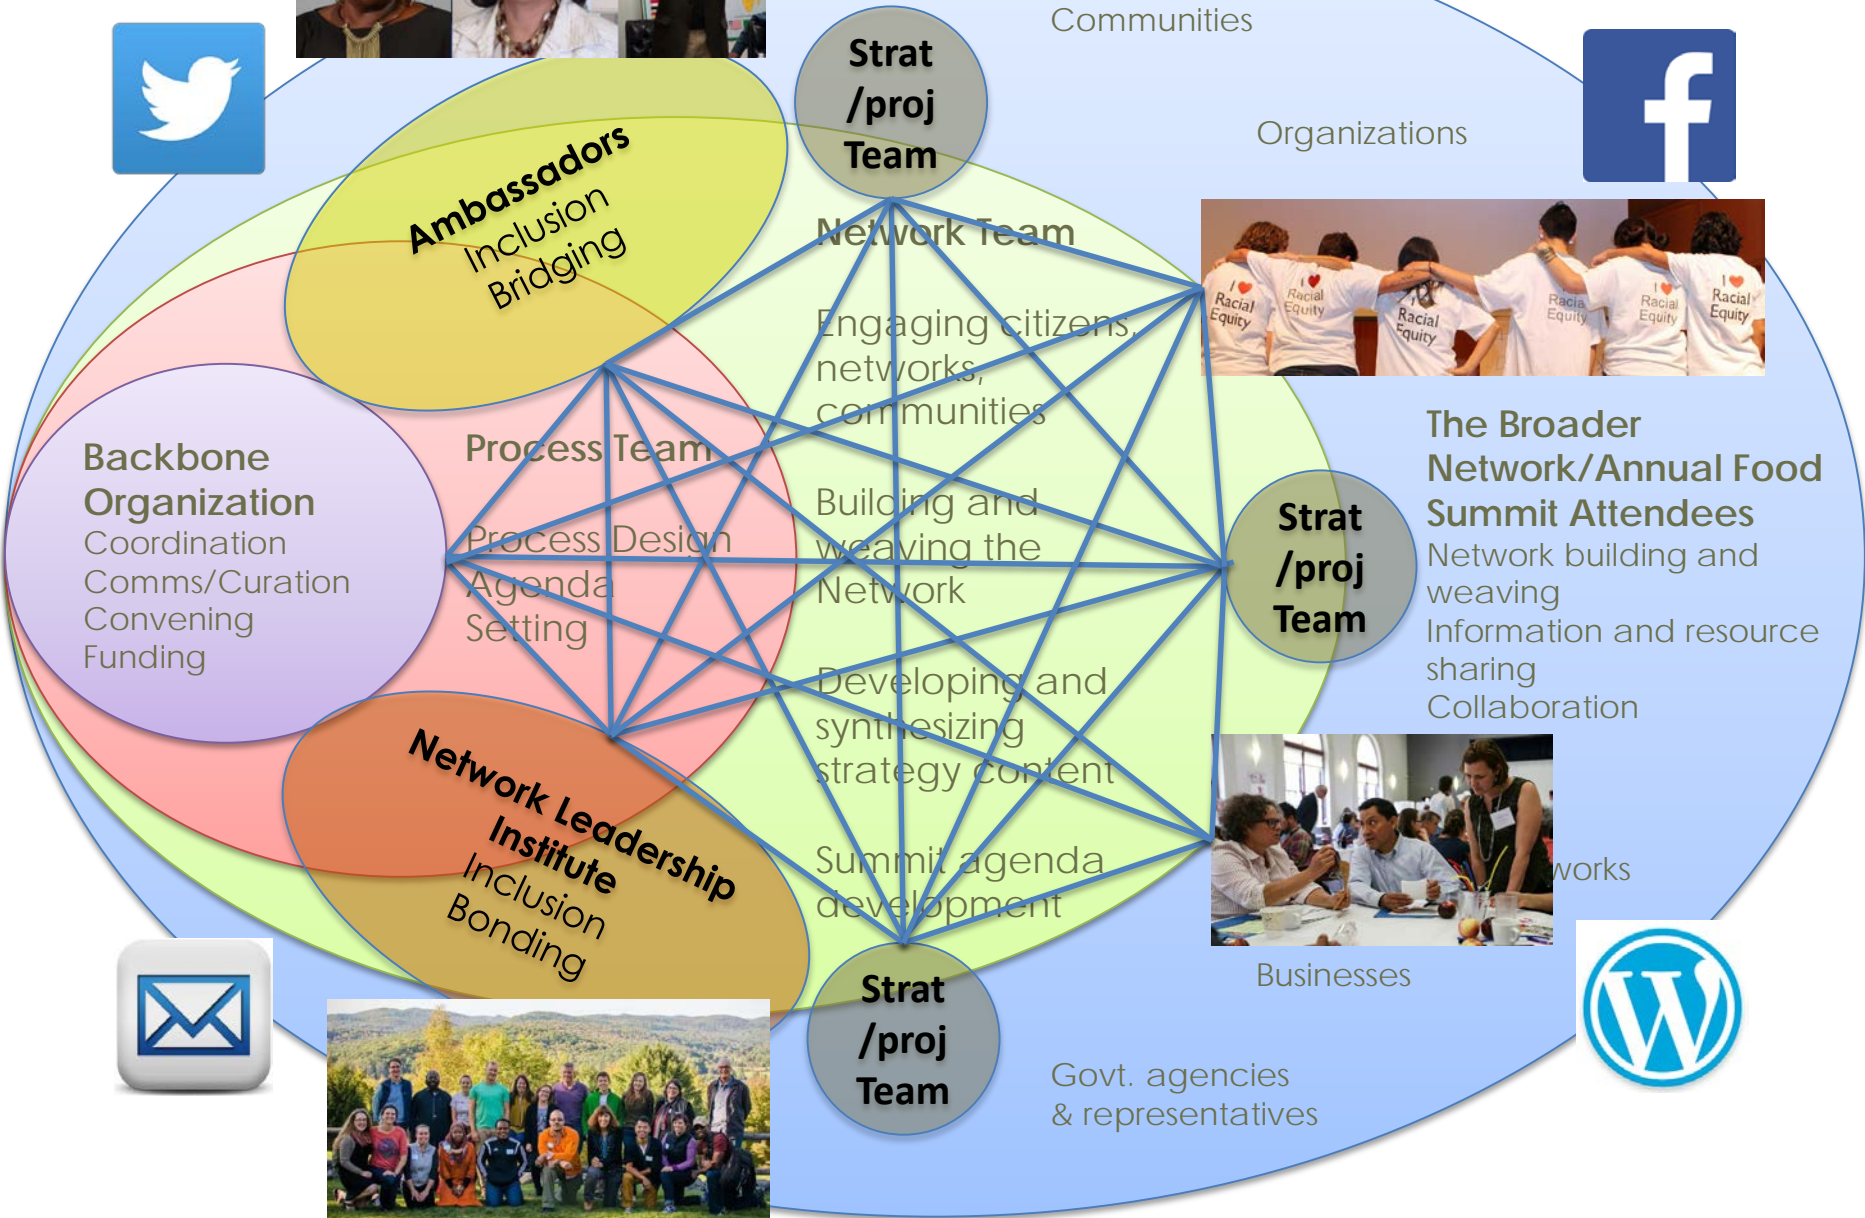 Communities
Strat
/proj
Team
Organizations
Ambassadors
Inclusion
Bridging
Network Team
Engaging citizens,
networks,
communities
Building and
weaving the
Network
Developing and
synthesizing
strategy content
Summit agenda
development
I
Racial
Equity
I
Racial
Equity
I
Racial
Equity
Racial
Equity
I
Racial
Equity
I
Racial
Equity
Backbone
Organization
Coordination
Comms/Curation
Convening
Funding
Process Team
Process Design
Agenda
Setting
Strat
/proj
Team
The Broader
Network/Annual Food
Summit Attendees
Network building and
weaving
Information and resource
sharing
Collaboration
Network Leadership
Institute
Inclusion
Bonding
works
Businesses
Strat
/proj
Team
Govt. agencies
& representatives